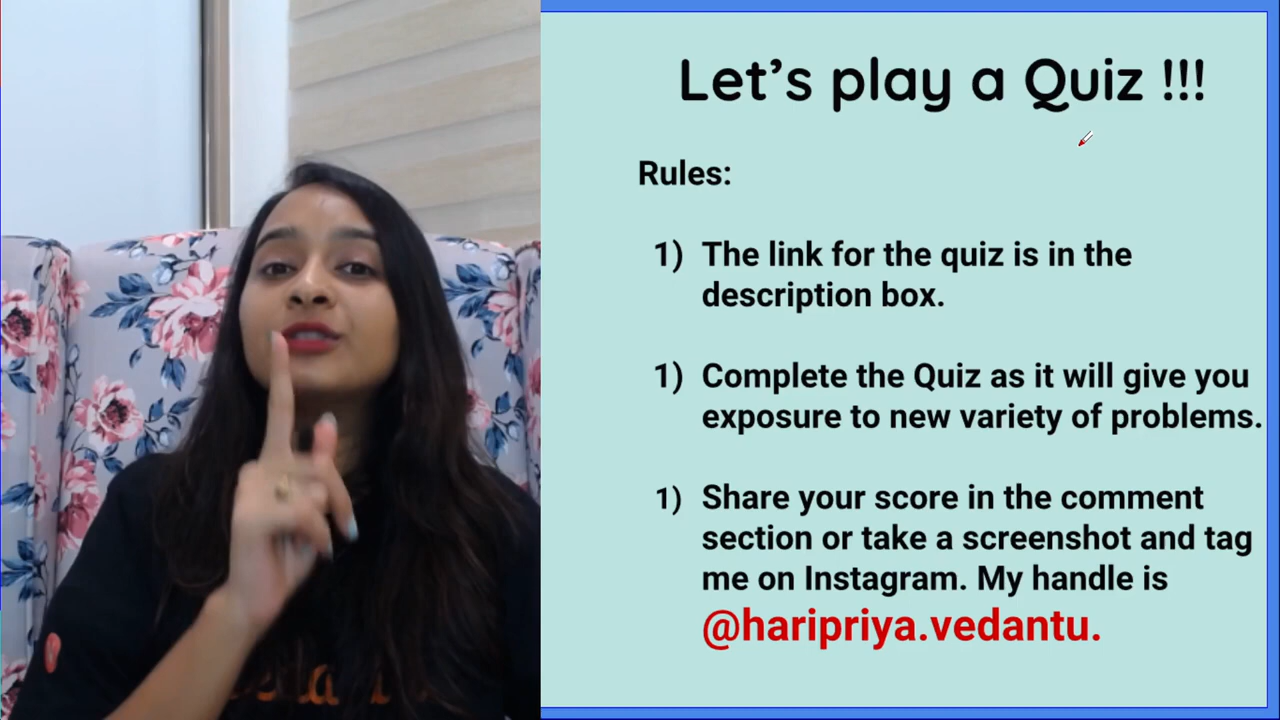 Let's play a Quiz !!!
Rules:
1) The link for the quiz is in the
description box.
1) Complete the Quiz as it will give you
exposure to new variety of problems.
1) Share your score in the comment
section or take a screenshot and tag
me on Instagram. My handle is
@haripriya.vedantu.